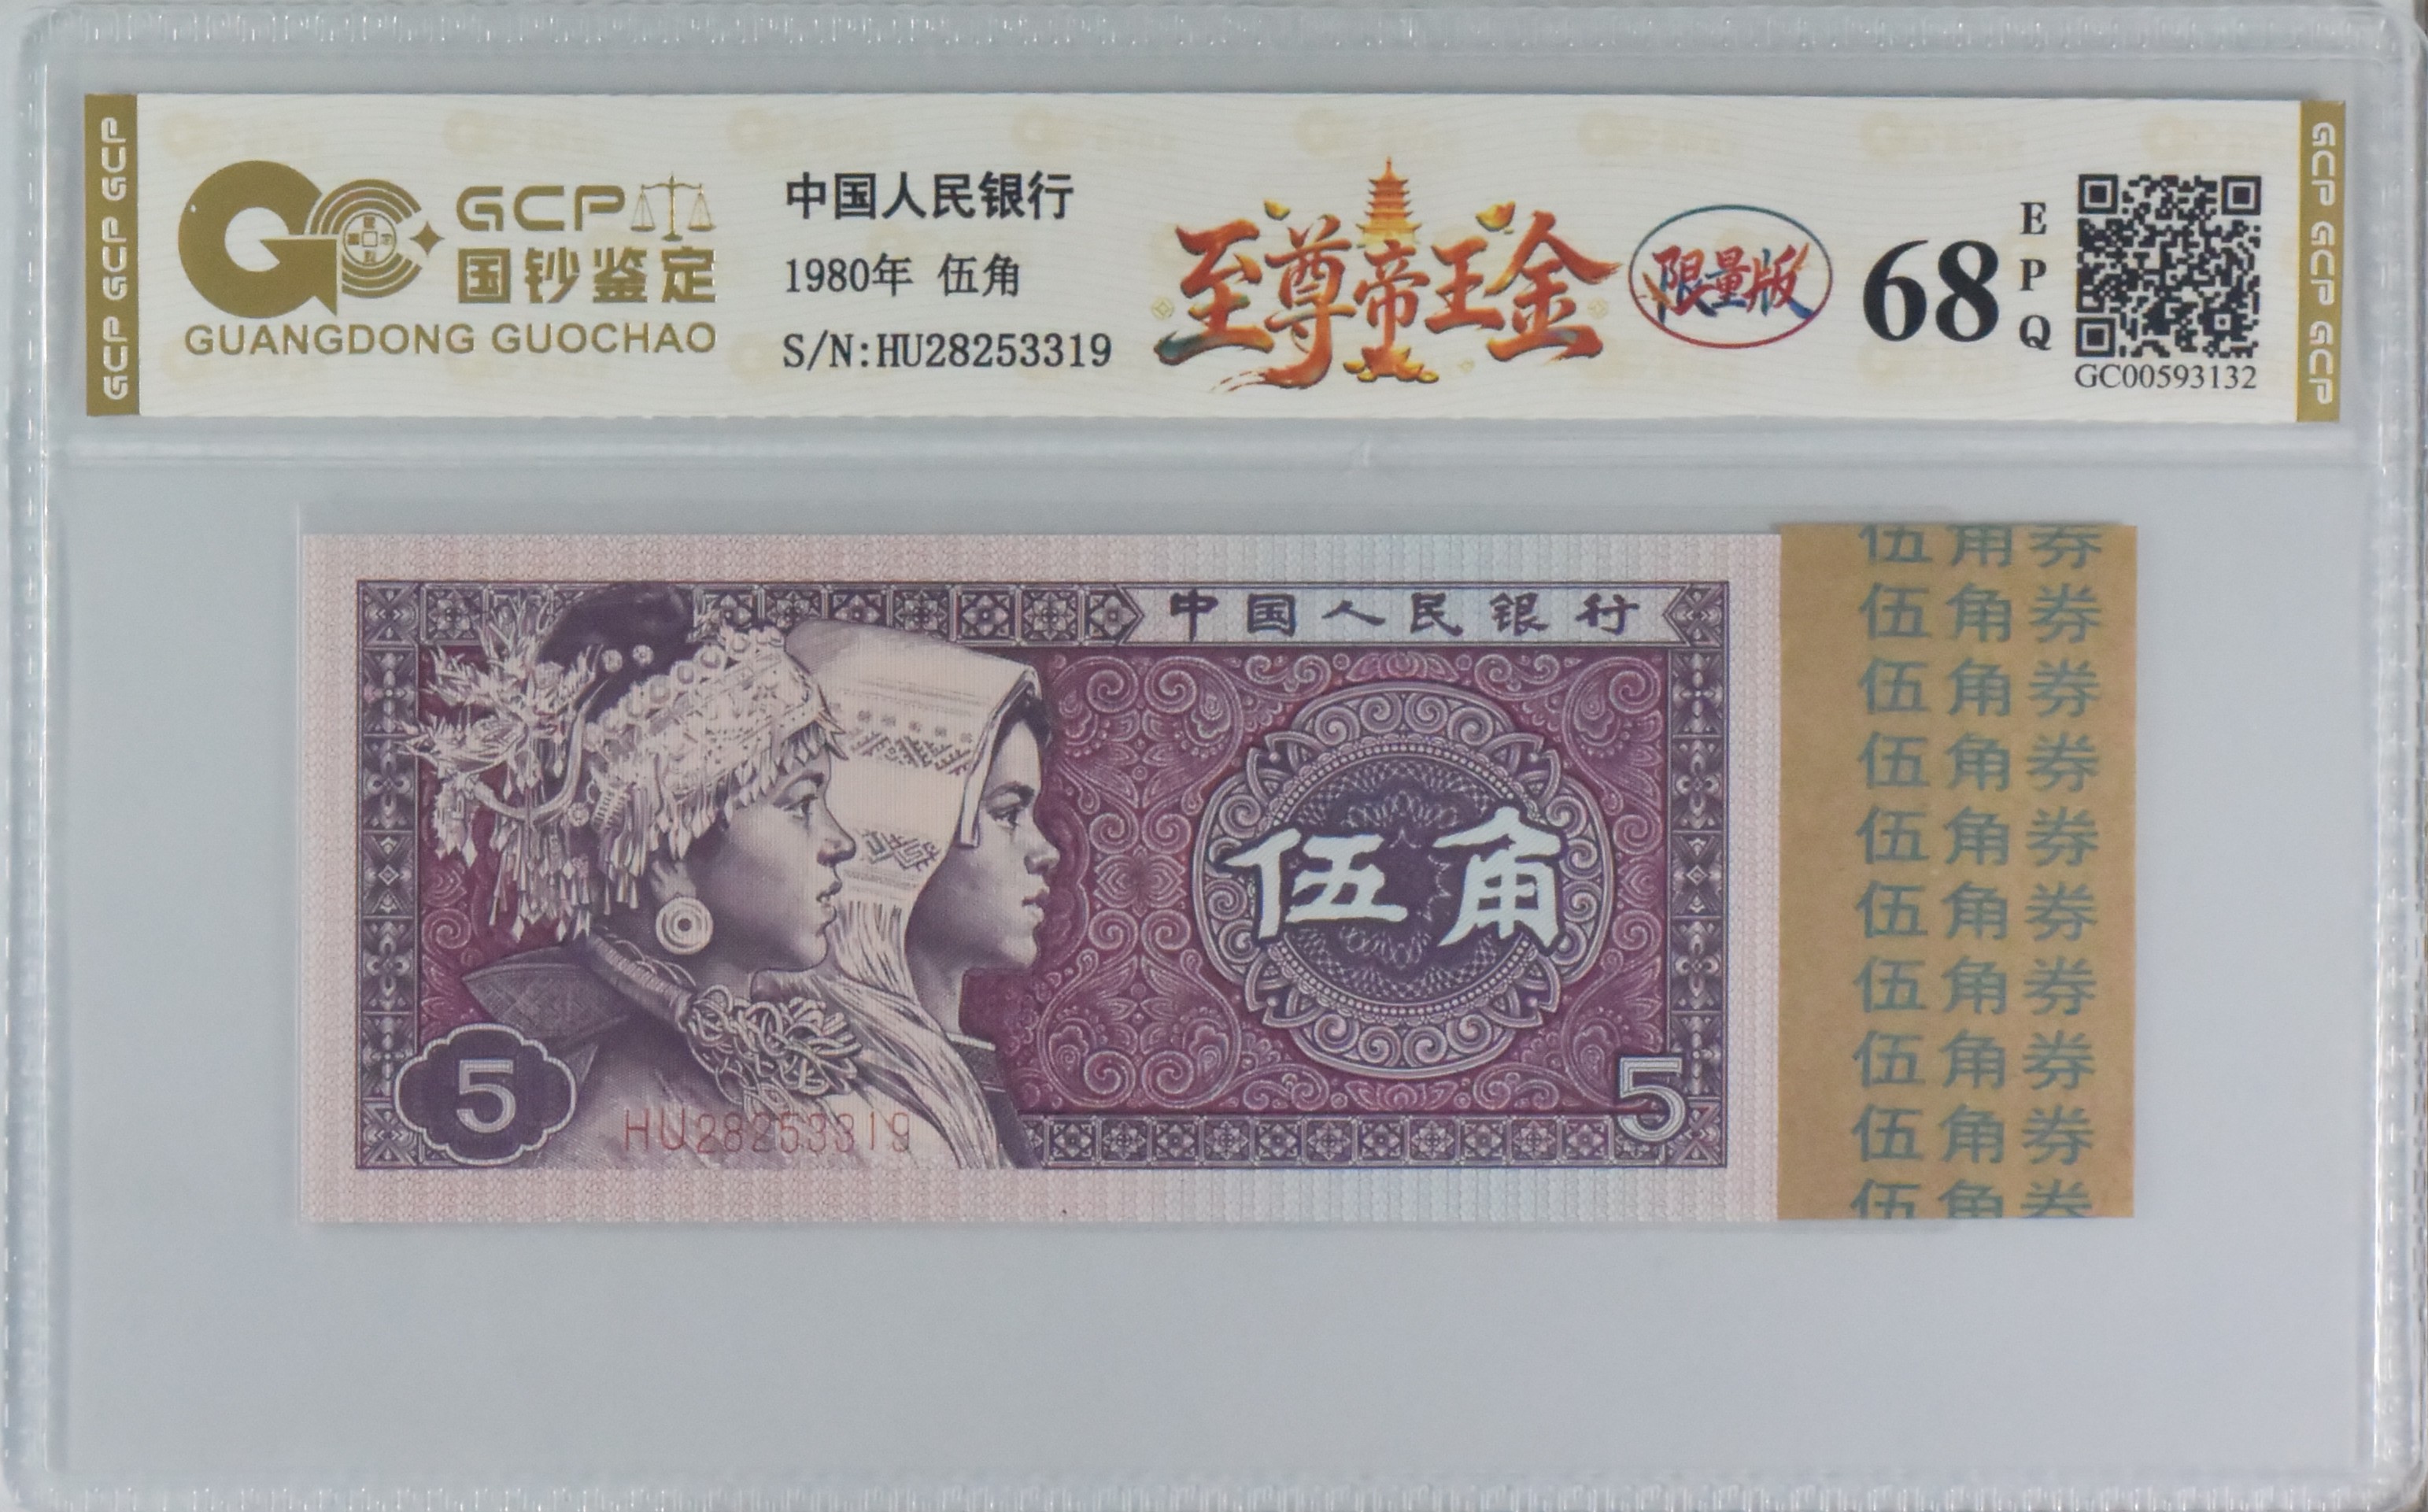 GCP GCP GCP
GCP
国钞鉴定
GUANGDONG GUOCHAO
中国人民银行
1980年 伍角
S/N:HU28253319
至尊帝王金
限量版
68
E
P
Q
GC00593132
GCP GCP GCP
中国人民银行
伍角
5
HU28253319
5
伍角券
伍角券
伍角券
伍角券
伍角券
伍角券
伍角券
伍角券
伍角券
伍角券